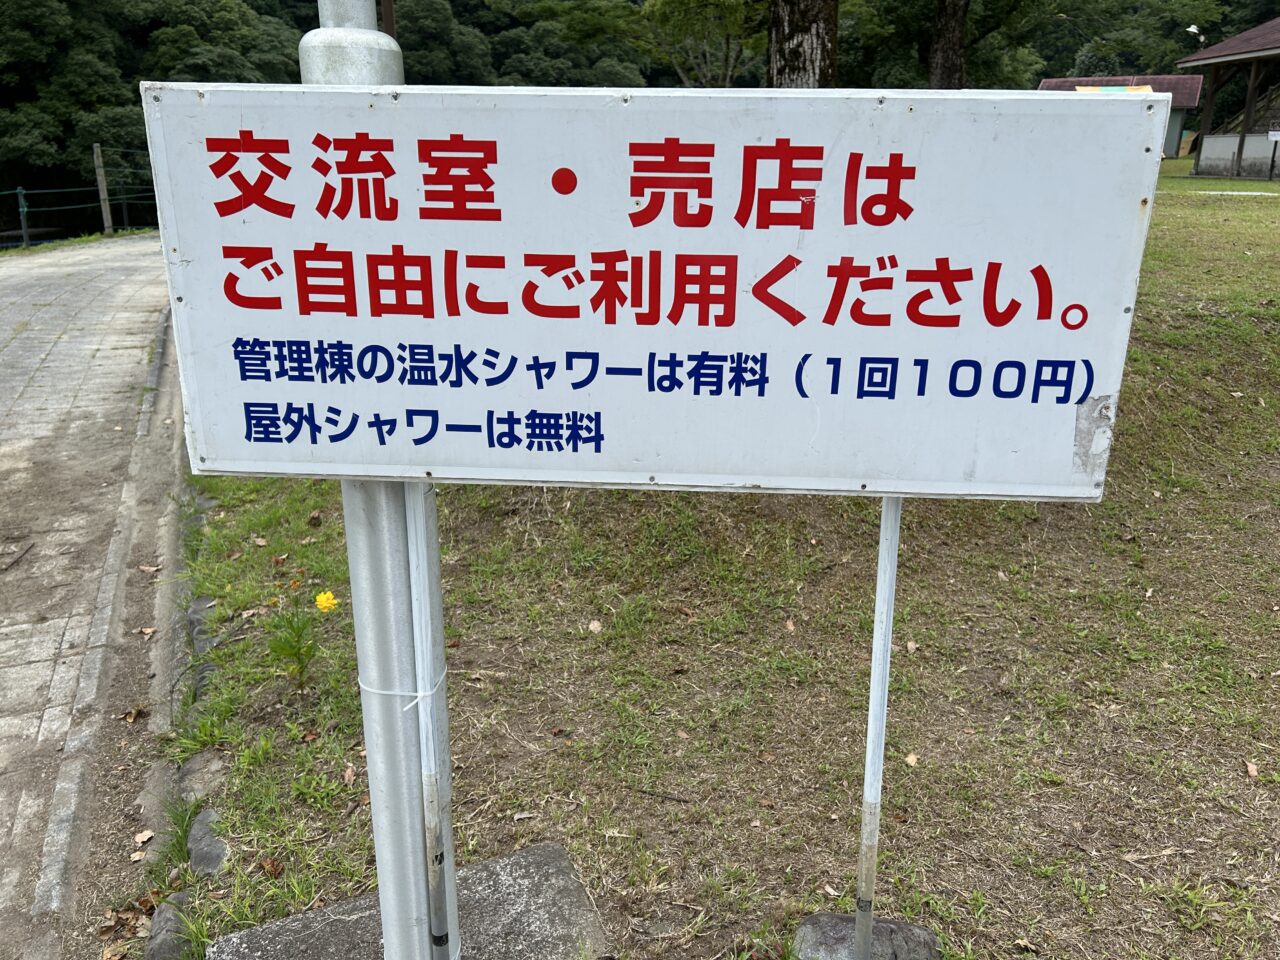 交流室・売店は
ご自由にご利用ください。
管理棟の温水シャワーは有料（１回１００円）
屋外シャワーは無料